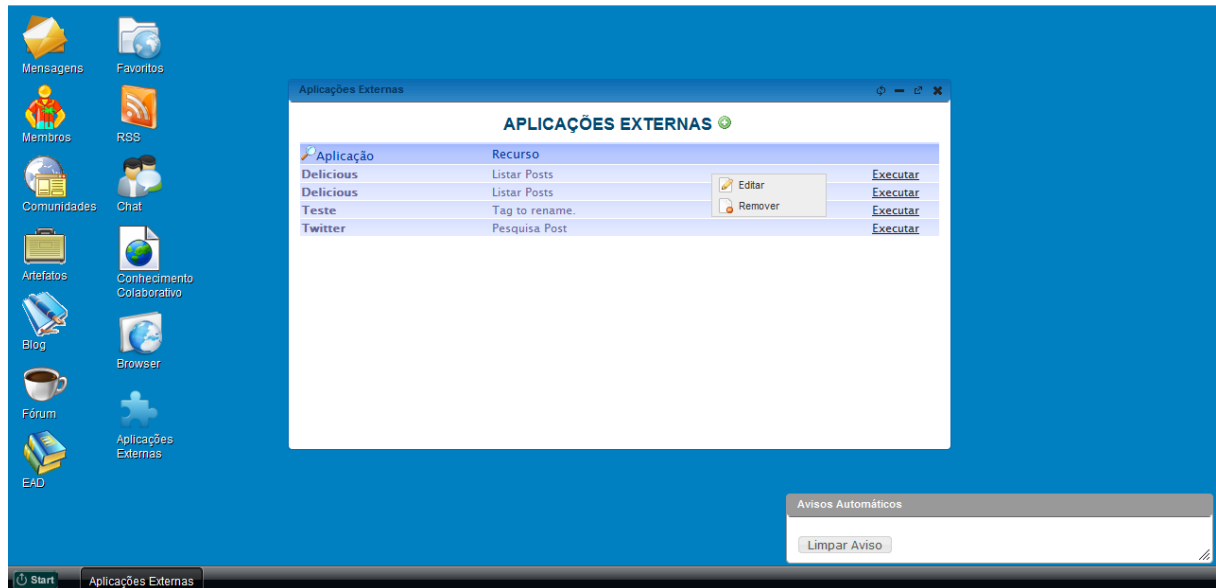 Mensagens
Favoritos
Membros
RSS
Comunidades
Chat
Artefatos
Conhecimento
Colaborativo
Blog
Browser
Fórum
Aplicações
Externas
EAD
Aplicações Externas
APLICAÇÕES EXTERNAS
Aplicação Recurso
Delicious Listar Posts Executar
Delicious Listar Posts Executar
Teste Tag to rename. Executar
Twitter Pesquisa Post Executar
Editar
Remover
Avisos Automáticos
Limpar Aviso
Start Aplicações Externas